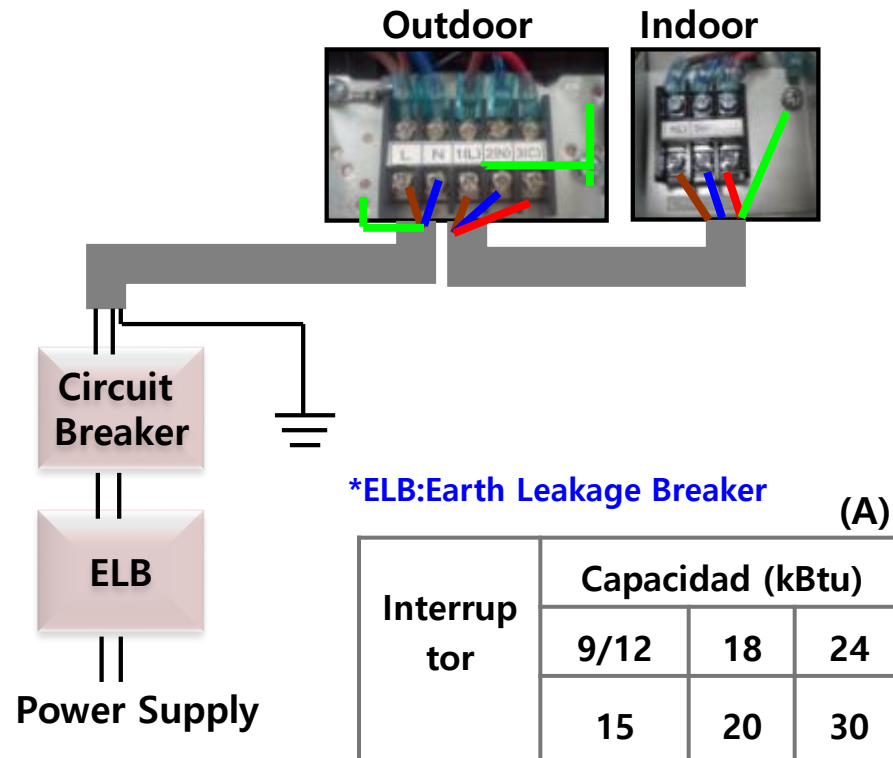 Outdoor
Indoor
L N 1(L) 2(N) 3(C)
Circuit
Breaker
*ELB:Earth Leakage Breaker
(A)
ELB
Interrup
tor
Capacidad (kBtu)
9/12 18 24
15 20 30
Power Supply